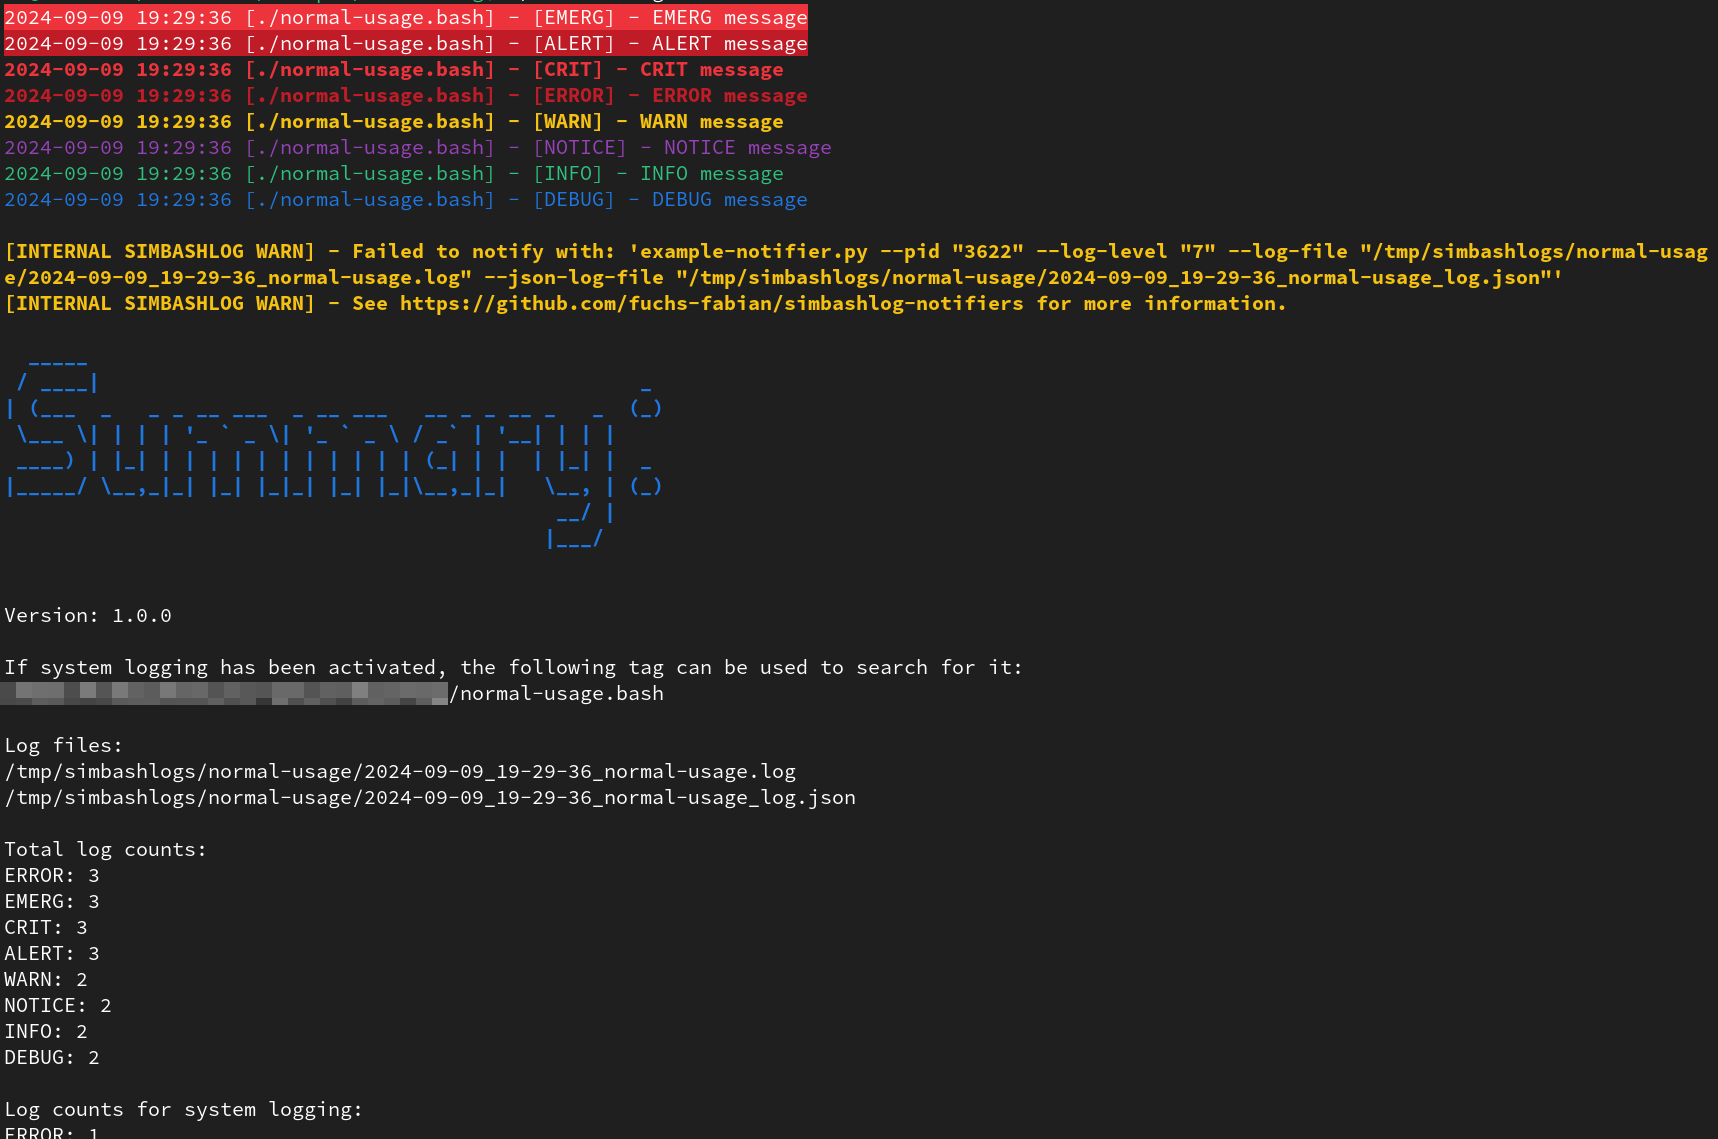 2024-09-09 19:29:36 [./normal-usage.bash] - [EMERG] - EMERG message
2024-09-09 19:29:36 [./normal-usage.bash] - [ALERT] - ALERT message
2024-09-09 19:29:36 [./normal-usage.bash] - [CRIT] - CRIT message
2024-09-09 19:29:36 [./normal-usage.bash] - [ERROR] - ERROR message
2024-09-09 19:29:36 [./normal-usage.bash] - [WARN] - WARN message
2024-09-09 19:29:36 [./normal-usage.bash] - [NOTICE] - NOTICE message
2024-09-09 19:29:36 [./normal-usage.bash] - [INFO] - INFO message
2024-09-09 19:29:36 [./normal-usage.bash] - [DEBUG] - DEBUG message
[INTERNAL SIMBASHLOG WARN] - Failed to notify with: 'example-notifier.py --pid "3622" --log-level "7" --log-file "/tmp/simbashlogs/normal-usag
e/2024-09-09_19-29-36_normal-usage.log" --json-log-file "/tmp/simbashlogs/normal-usage/2024-09-09_19-29-36_normal-usage_log.json"'
[INTERNAL SIMBASHLOG WARN] - See https://github.com/fuchs-fabian/simbashlog-notifiers for more information.
Summary:
Version: 1.0.0
If system logging has been activated, the following tag can be used to search for it:
/normal-usage.bash
Log files:
/tmp/simbashlogs/normal-usage/2024-09-09_19-29-36_normal-usage.log
/tmp/simbashlogs/normal-usage/2024-09-09_19-29-36_normal-usage_log.json
Total log counts:
ERROR: 3
EMERG: 3
CRIT: 3
ALERT: 3
WARN: 2
NOTICE: 2
INFO: 2
DEBUG: 2
Log counts for system logging:
ERROR: 1